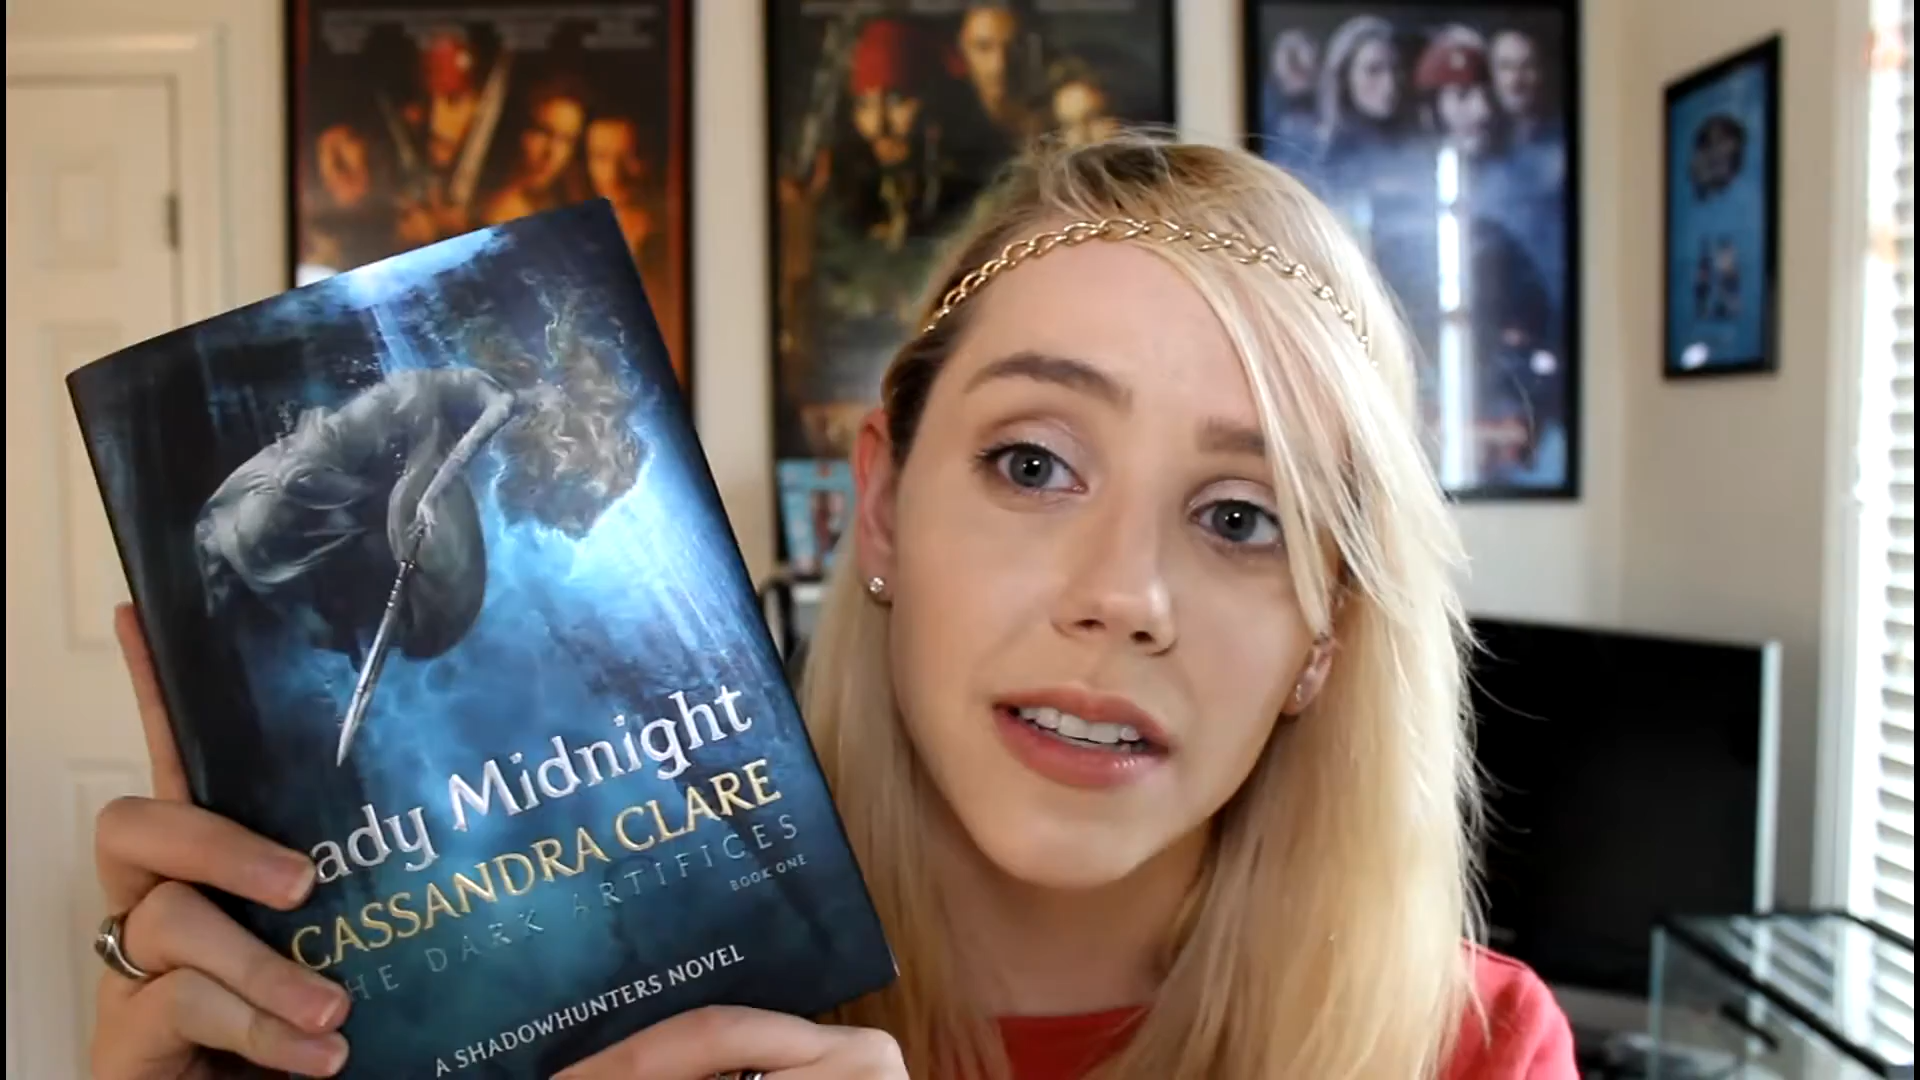 ady Midnight
CASSANDRA CLARE
HE DARK ARTIFICES
BOOK ONE
A SHADOWHUNTERS NOVEL